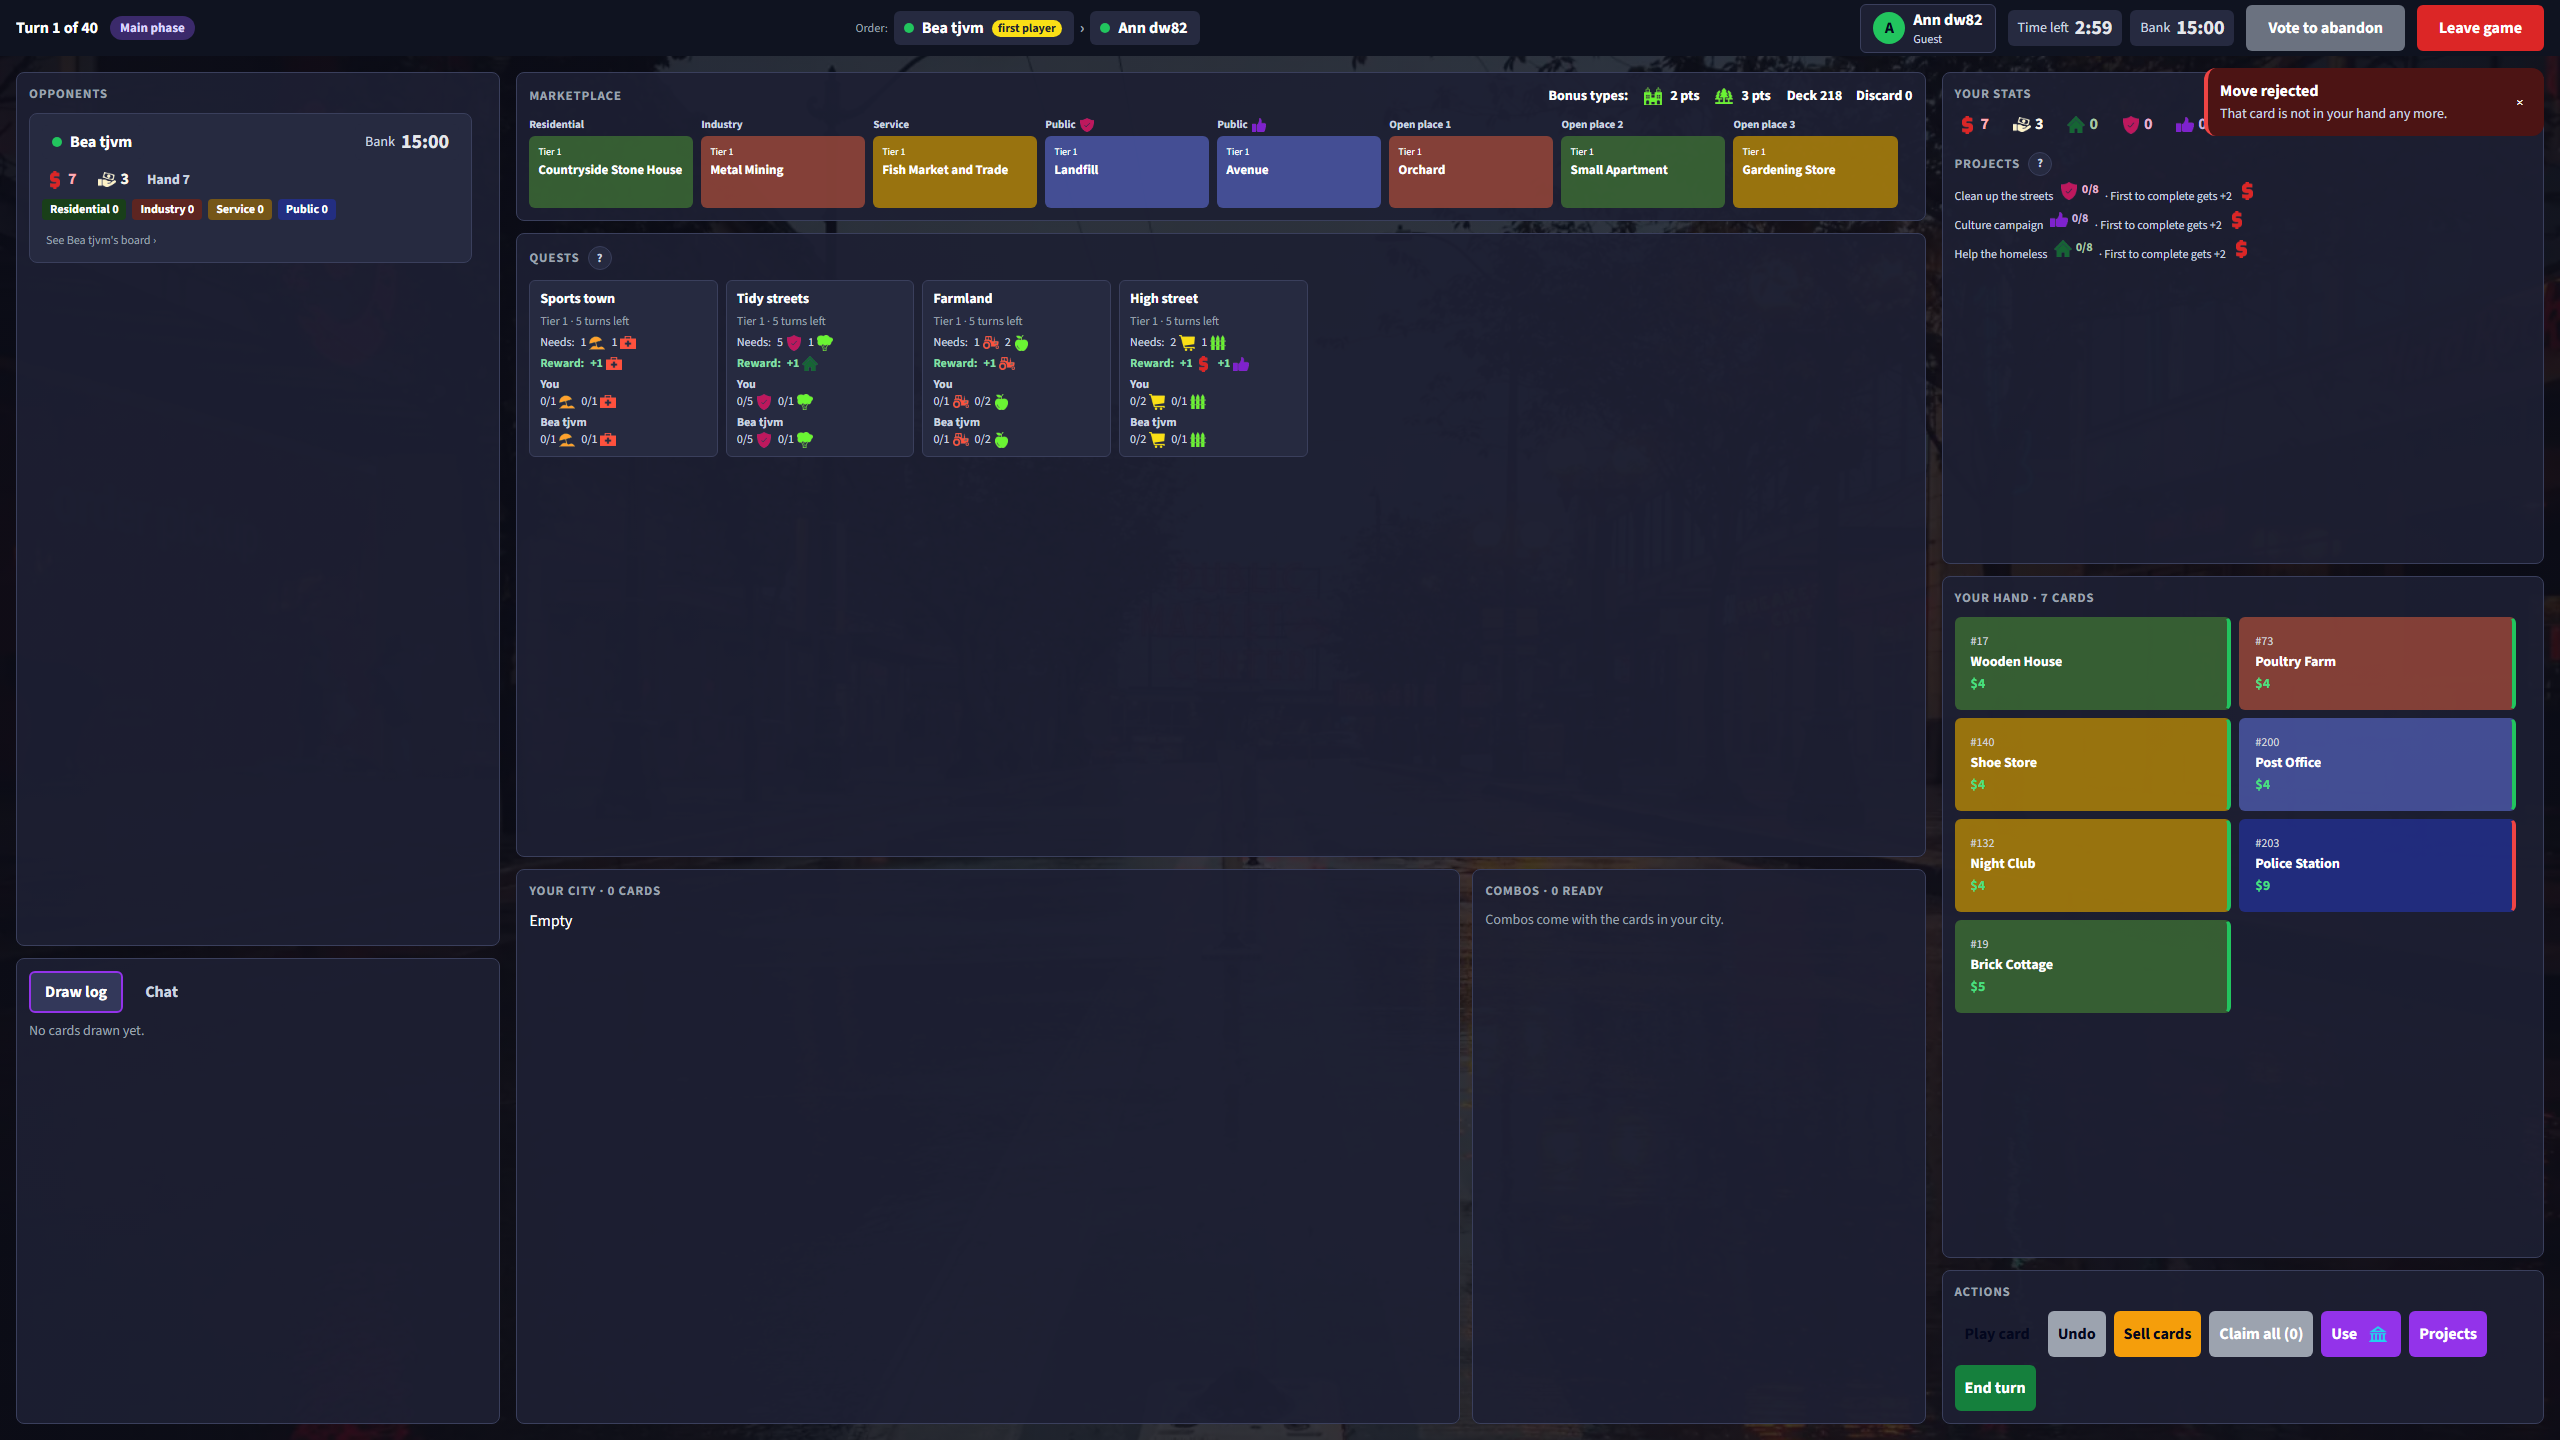 Turn 1 of 40 Main phase
Order: Bea tjvm first player › Ann dw82
A Ann dw82
Guest
Time left 2:59
Bank 15:00
Vote to abandon
Leave game
OPPONENTS
Bea tjvm Bank 15:00
7 3 Hand 7
Residential 0 Industry 0 Service 0 Public 0
See Bea tjvm's board ›
MARKETPLACE
Bonus types: 2 pts 3 pts Deck 218 Discard 0
Residential
Tier 1
Countryside Stone House
Industry
Tier 1
Metal Mining
Service
Tier 1
Fish Market and Trade
Public
Tier 1
Landfill
Public
Tier 1
Avenue
Open place 1
Tier 1
Orchard
Open place 2
Tier 1
Small Apartment
Open place 3
Tier 1
Gardening Store
QUESTS ?
Sports town
Tier 1 · 5 turns left
Needs: 1 1
Reward: +1
You
0/1 0/1
Bea tjvm
0/1 0/1
Tidy streets
Tier 1 · 5 turns left
Needs: 5 1
Reward: +1
You
0/5 0/1
Bea tjvm
0/5 0/1
Farmland
Tier 1 · 5 turns left
Needs: 1 2
Reward: +1
You
0/1 0/2
Bea tjvm
0/1 0/2
High street
Tier 1 · 5 turns left
Needs: 2 1
Reward: +1 +1
You
0/2 0/1
Bea tjvm
0/2 0/1
YOUR STATS
7 3 0 0 0
Move rejected
That card is not in your hand any more.
×
PROJECTS ?
Clean up the streets 0/8 · First to complete gets +2
Culture campaign 0/8 · First to complete gets +2
Help the homeless 0/8 · First to complete gets +2
YOUR HAND · 7 CARDS
#17
Wooden House
$4
#73
Poultry Farm
$4
#140
Shoe Store
$4
#200
Post Office
$4
#132
Night Club
$4
#203
Police Station
$9
#19
Brick Cottage
$5
Draw log Chat
No cards drawn yet.
YOUR CITY · 0 CARDS
Empty
COMBOS · 0 READY
Combos come with the cards in your city.
ACTIONS
Play card Undo Sell cards Claim all (0) Use Projects
End turn